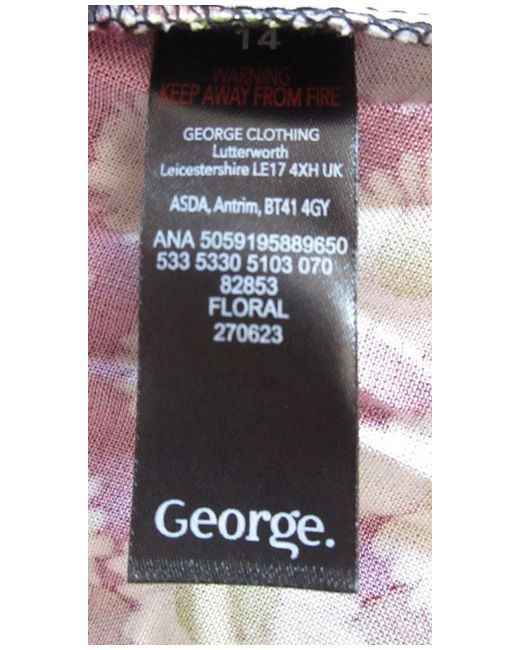 14
WARNING
KEEP AWAY FROM FIRE
GEORGE CLOTHING
Lutterworth
Leicestershire LE17 4XH UK
ASDA, Antrim, BT41 4GY
ANA 5059195889650
533 5330 5103 070
82853
FLORAL
270623
George.